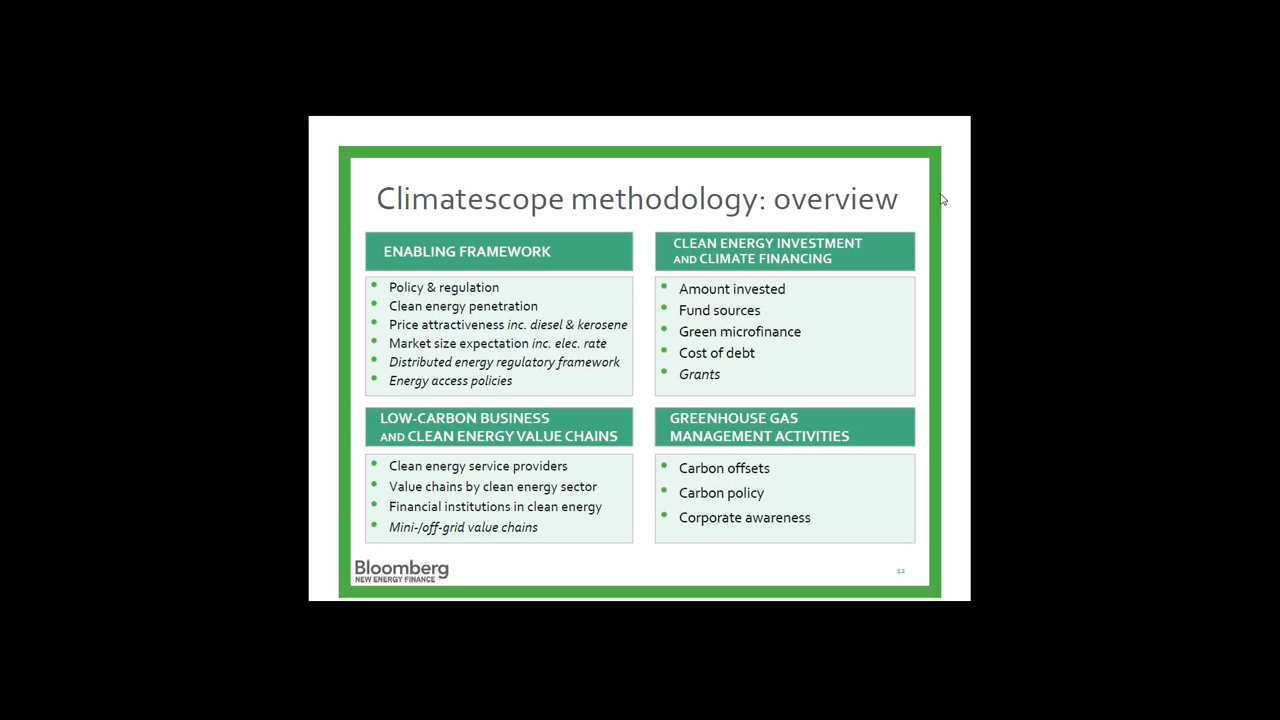 Climatescope methodology: overview
ENABLING FRAMEWORK
Policy & regulation
Clean energy penetration
Price attractiveness inc. diesel & kerosene
Market size expectation inc. elec. rate
Distributed energy regulatory framework
Energy access policies
CLEAN ENERGY INVESTMENT
AND CLIMATE FINANCING
Amount invested
Fund sources
Green microfinance
Cost of debt
Grants
LOW-CARBON BUSINESS
AND CLEAN ENERGY VALUE CHAINS
Clean energy service providers
Value chains by clean energy sector
Financial institutions in clean energy
Mini-/off-grid value chains
GREENHOUSE GAS
MANAGEMENT ACTIVITIES
Carbon offsets
Carbon policy
Corporate awareness
Bloomberg
NEW ENERGY FINANCE
12